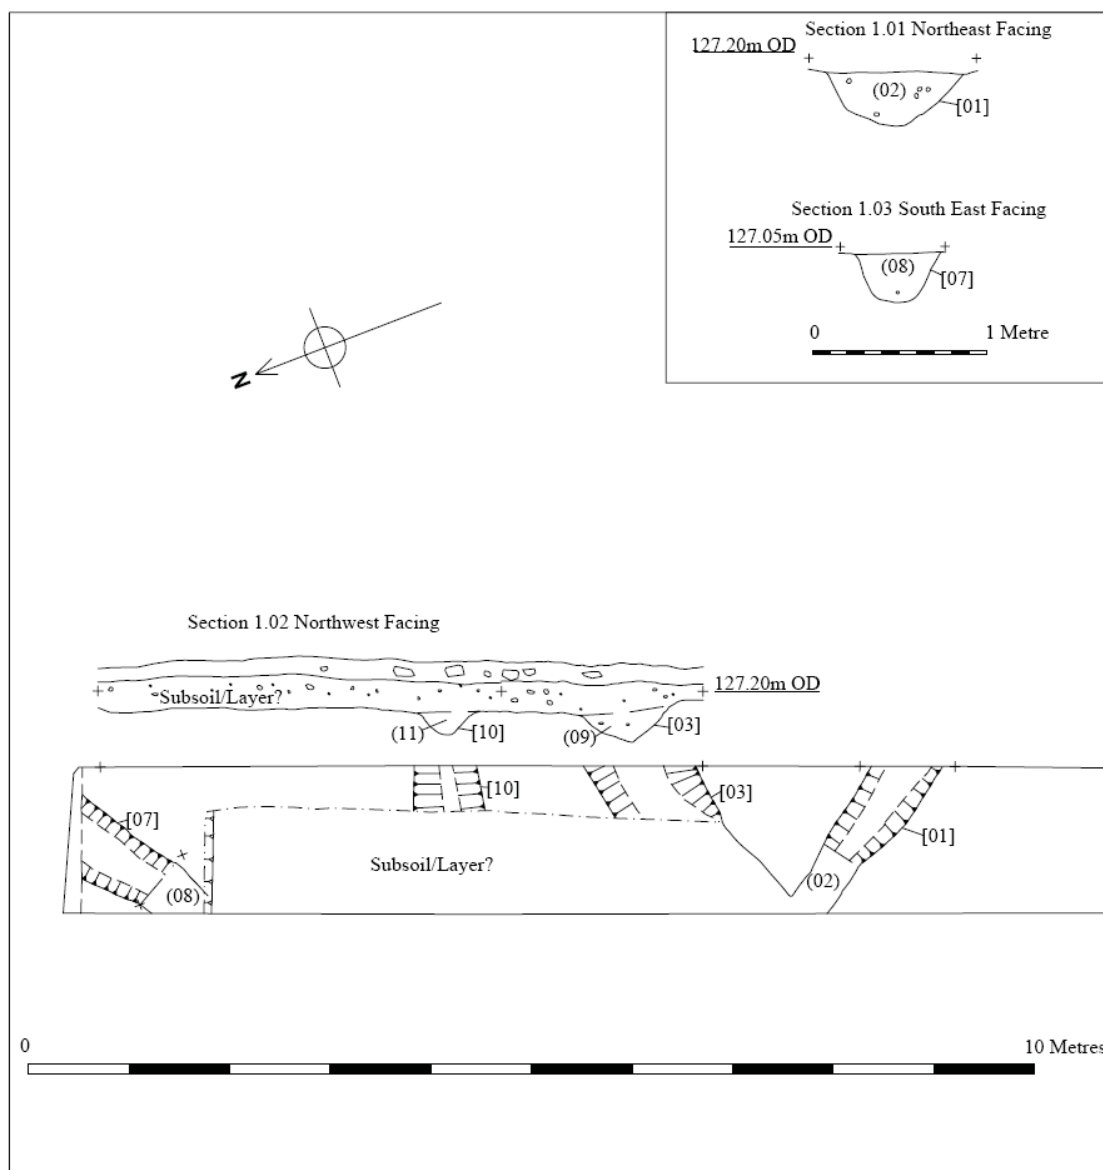 Section 1.01 Northeast Facing
127.20m OD
(02)
[01]
Section 1.03 South East Facing
127.05m OD
(08)
[07]
0 1 Metre
N
Section 1.02 Northwest Facing
127.20m OD
Subsoil/Layer?
(11) [10] (09) [03]
[10]
[03]
[07]
[01]
Subsoil/Layer?
(02)
(08)
0 10 Metres